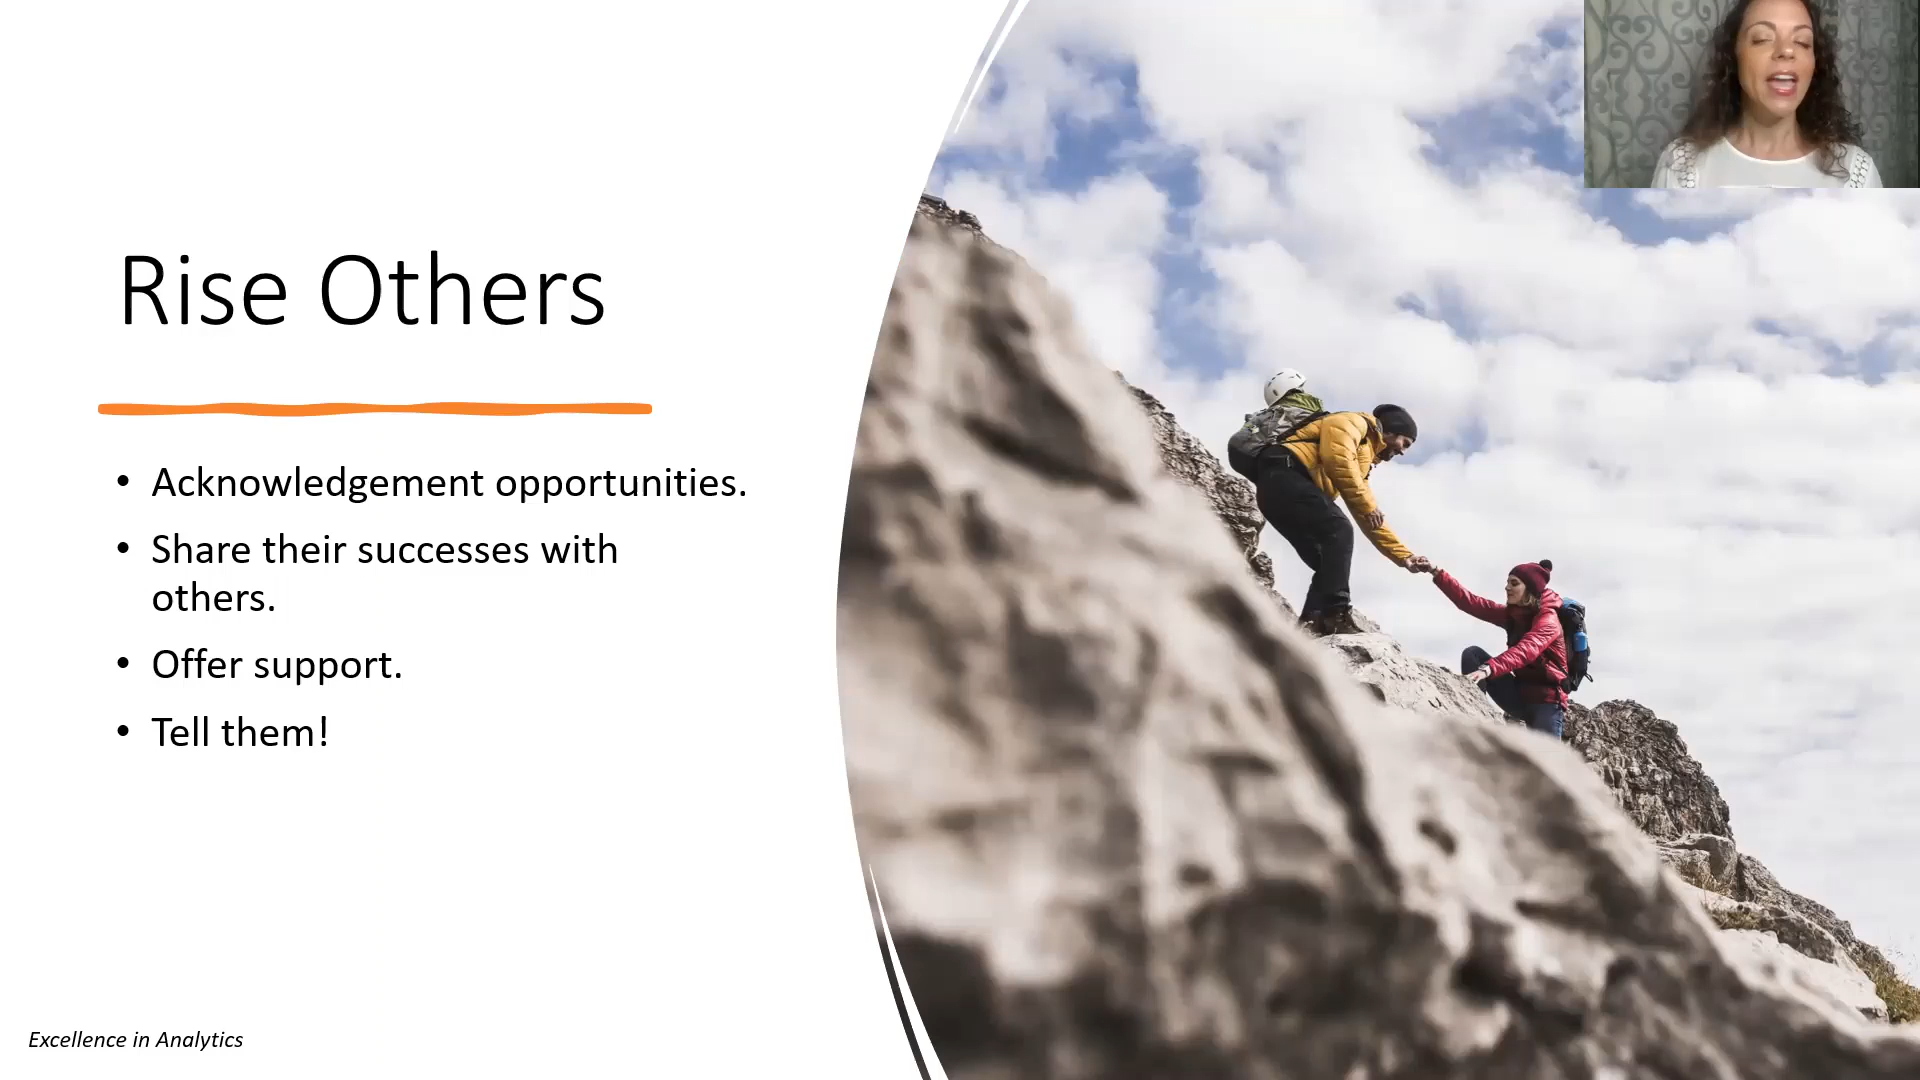 Rise Others
• Acknowledgement opportunities.
• Share their successes with
others.
• Offer support.
• Tell them!
Excellence in Analytics